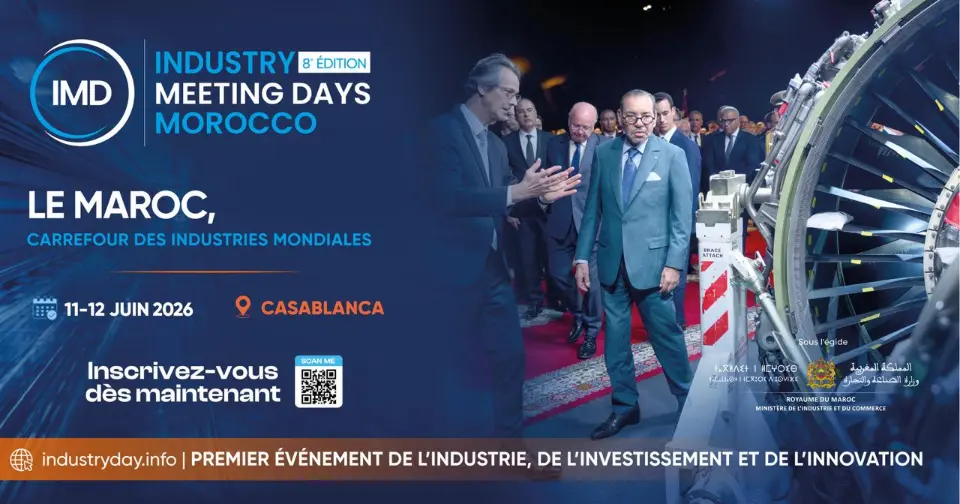 IMD
INDUSTRY 8ᵉ ÉDITION
MEETING DAYS
MOROCCO
LE MAROC,
CARREFOUR DES INDUSTRIES MONDIALES
11-12 JUIN 2026
CASABLANCA
Inscrivez-vous
dès maintenant
SCAN ME
BRACE
ATTACH
Sous l'égide
المملكة المغربية
وزارة الصناعة والتجارة
ROYAUME DU MAROC
MINISTÈRE DE L'INDUSTRIE ET DU COMMERCE
industryday.info | PREMIER ÉVÉNEMENT DE L'INDUSTRIE, DE L'INVESTISSEMENT ET DE L'INNOVATION